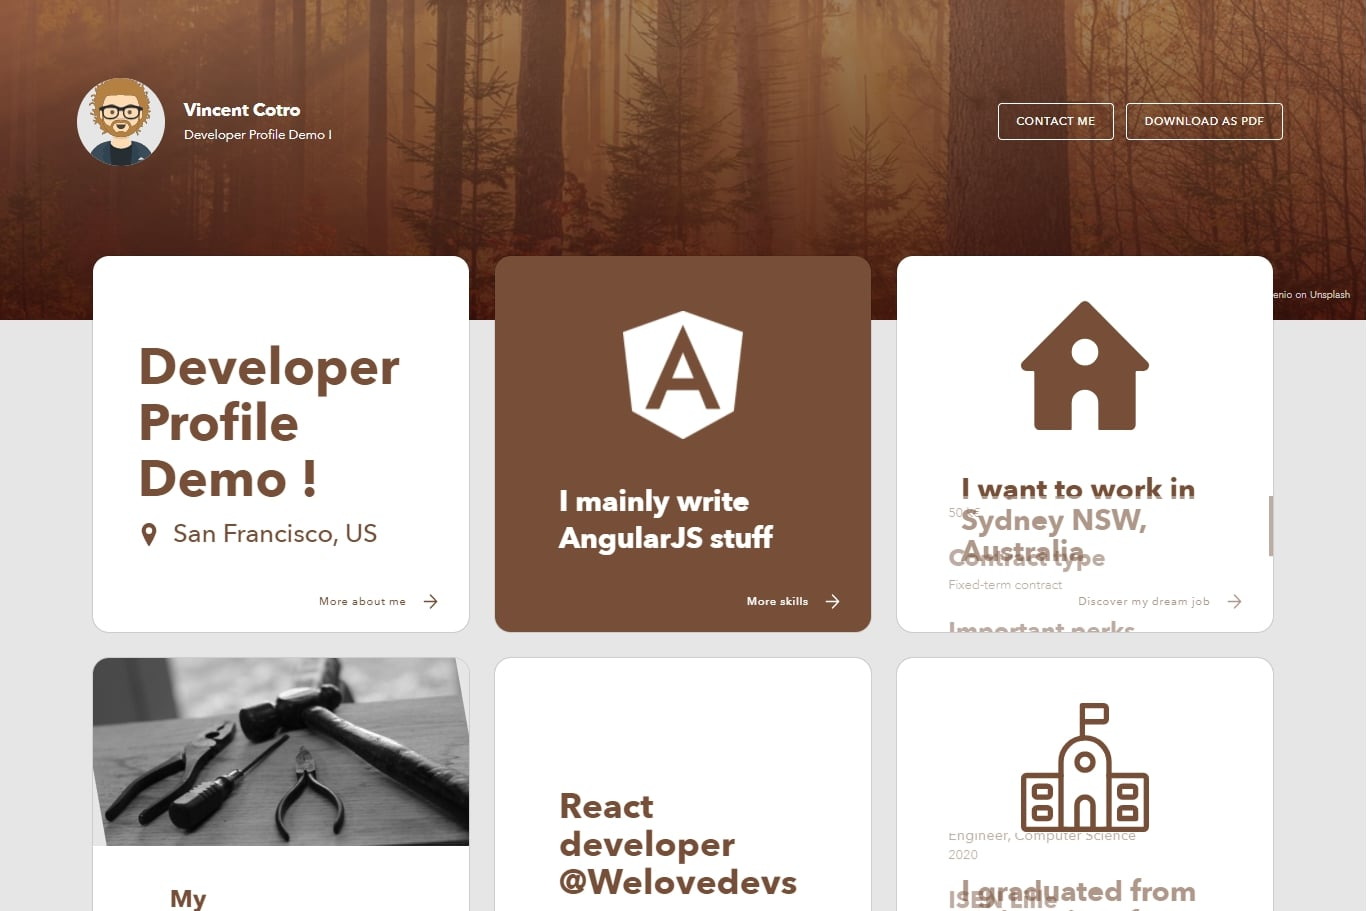 Vincent Cotro
Developer Profile Demo !
CONTACT ME
DOWNLOAD AS PDF
on Unsplash
Developer
Profile
Demo !
San Francisco, US
More about me
A
I mainly write
AngularJS stuff
More skills
I want to work in
Sydney NSW,
Australia
Contract type
Fixed-term contract
Discover my dream job
Important perks
My
React
developer
@Welovedevs
Engineer, Computer Science
2020
I graduated from
ISEN Lille